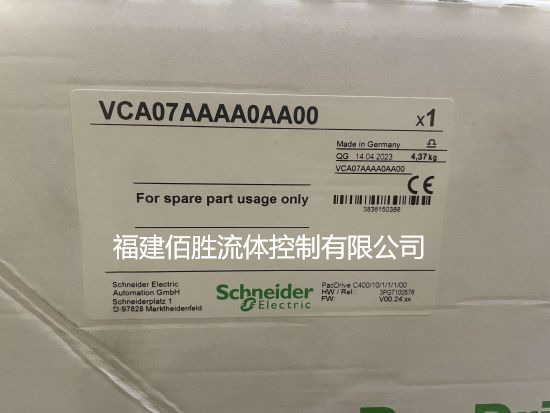 VCA07AAAA0AA00
x1
Made in Germany
QG 14.04.2023 4,37 kg
VCA07AAAA0AA00
CE
For spare part usage only
3836150388
福建佰胜流体控制有限公司
Schneider Electric
Automation GmbH
Schneiderplatz 1
D-97828 Marktheidenfeld
Schneider
Electric
PacDrive C400/10/1/1/1/00
HW / Rel.: 3PG7100576
FW: V00.24.xx